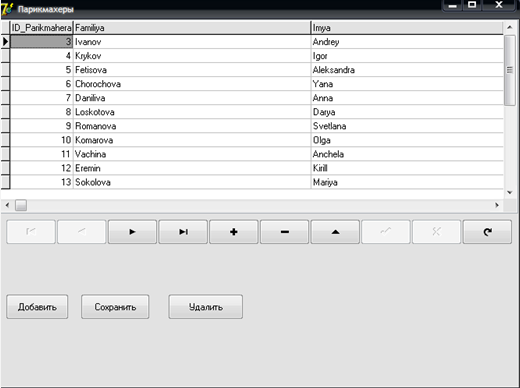 Парикмахеры
ID_Parikmahera Familiya Imya
3 Ivanov Andrey
4 Krykov Igor
5 Fetisova Aleksandra
6 Chorochova Yana
7 Daniliva Anna
8 Loskotova Darya
9 Romanova Svetlana
10 Komarova Olga
11 Vachina Anchela
12 Eremin Kirill
13 Sokolova Mariya
Добавить Сохранить Удалить